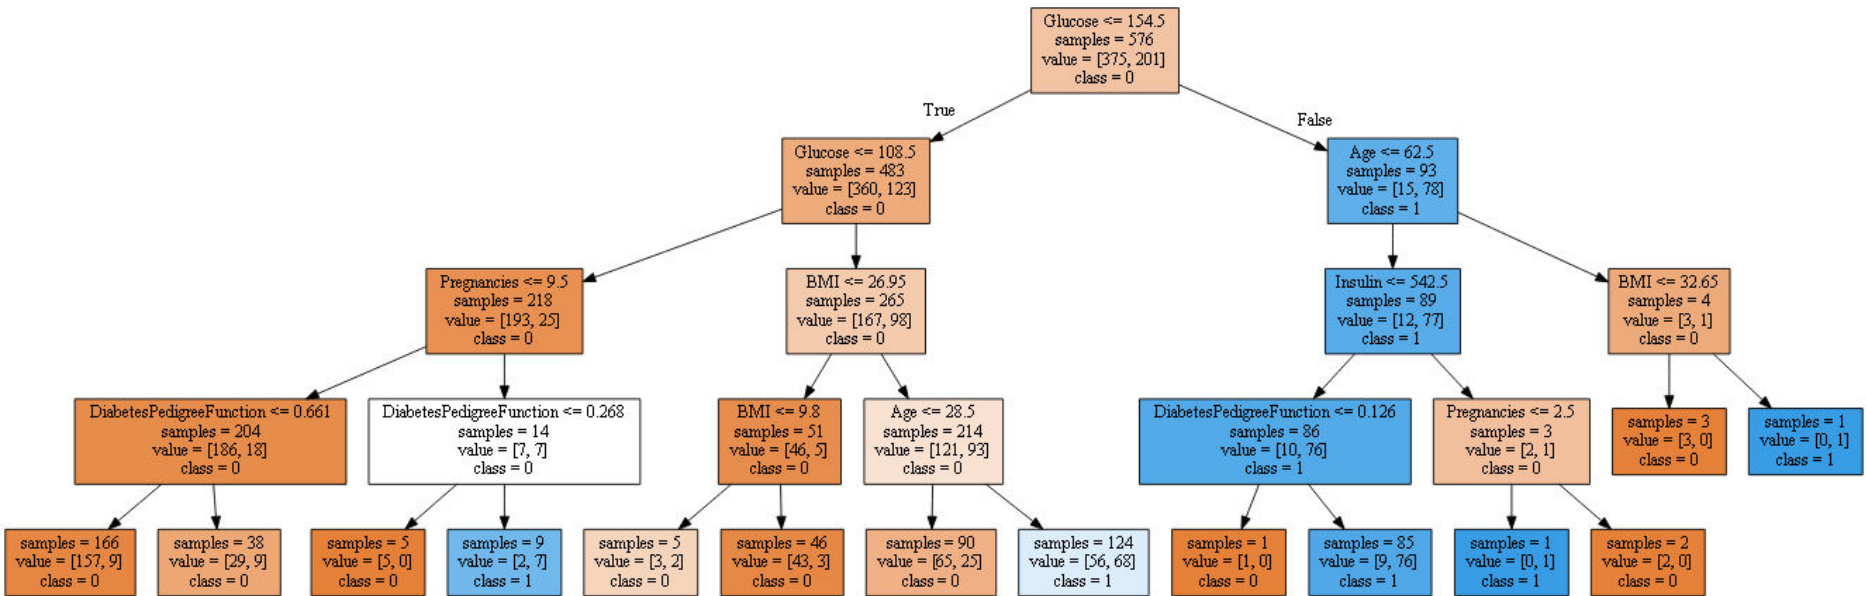 Glucose <= 154.5
samples = 576
value = [375, 201]
class = 0
True
False
Glucose <= 108.5
samples = 483
value = [360, 123]
class = 0
Age <= 62.5
samples = 93
value = [15, 78]
class = 1
Pregnancies <= 9.5
samples = 218
value = [193, 25]
class = 0
BMI <= 26.95
samples = 265
value = [167, 98]
class = 0
Insulin <= 542.5
samples = 89
value = [12, 77]
class = 1
BMI <= 32.65
samples = 4
value = [3, 1]
class = 0
DiabetesPedigreeFunction <= 0.661
samples = 204
value = [186, 18]
class = 0
DiabetesPedigreeFunction <= 0.268
samples = 14
value = [7, 7]
class = 0
BMI <= 9.8
samples = 51
value = [46, 5]
class = 0
Age <= 28.5
samples = 214
value = [121, 93]
class = 0
DiabetesPedigreeFunction <= 0.126
samples = 86
value = [10, 76]
class = 1
Pregnancies <= 2.5
samples = 3
value = [2, 1]
class = 0
samples = 3
value = [3, 0]
class = 0
samples = 1
value = [0, 1]
class = 1
samples = 166
value = [157, 9]
class = 0
samples = 38
value = [29, 9]
class = 0
samples = 5
value = [5, 0]
class = 0
samples = 9
value = [2, 7]
class = 1
samples = 5
value = [3, 2]
class = 0
samples = 46
value = [43, 3]
class = 0
samples = 90
value = [65, 25]
class = 0
samples = 124
value = [56, 68]
class = 1
samples = 1
value = [1, 0]
class = 0
samples = 85
value = [9, 76]
class = 1
samples = 1
value = [0, 1]
class = 1
samples = 2
value = [2, 0]
class = 0